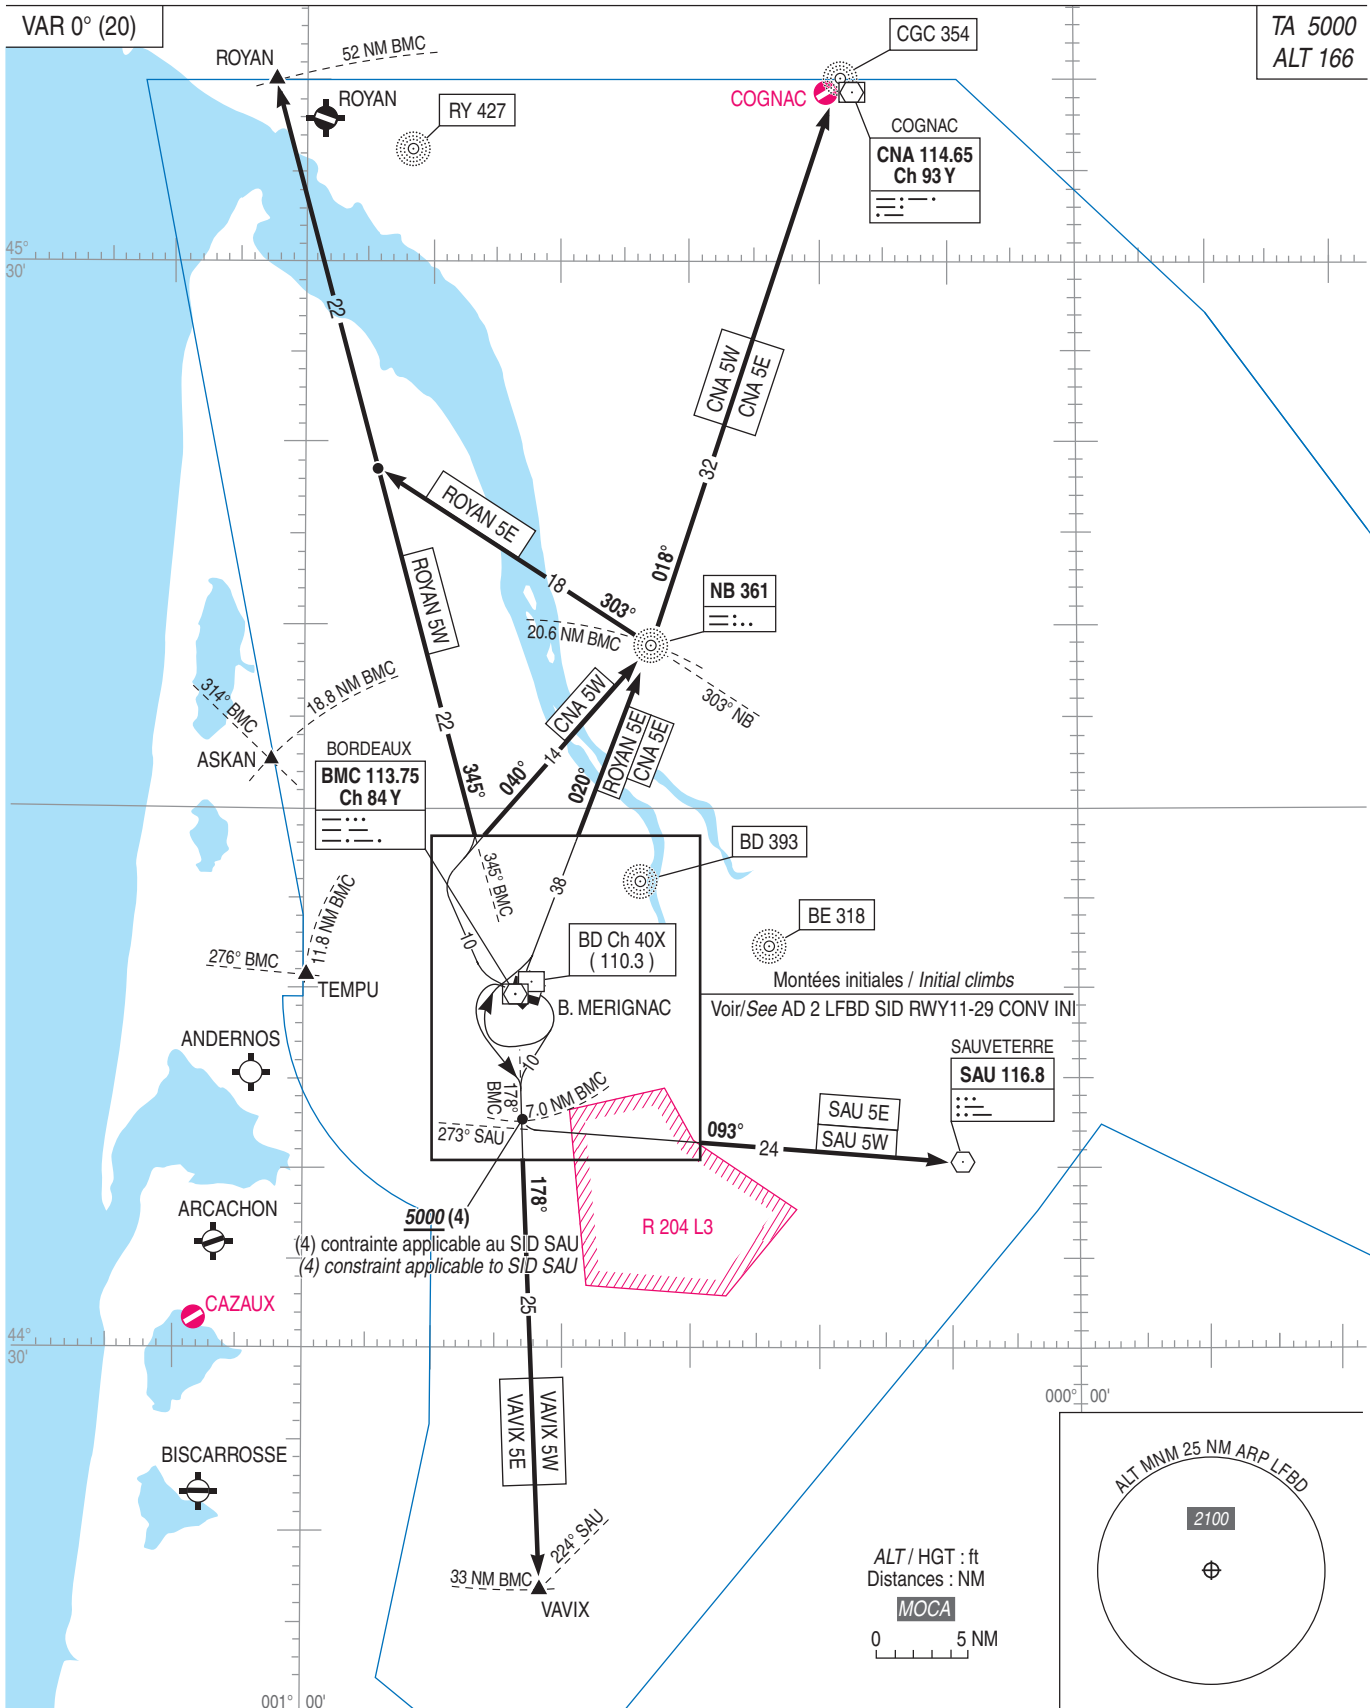 VAR 0° (20)
TA 5000
ALT 166
ROYAN
52 NM BMC
CGC 354
ROYAN
RY 427
COGNAC
COGNAC
CNA 114.65
Ch 93 Y
45°
30'
22
CNA 5W
CNA 5E
32
ROYAN 5E
ROYAN 5W
18
303°
018°
NB 361
20.6 NM BMC
303° NB
314° BMC
18.8 NM BMC
CNA 5W
ROYAN 5E
CNA 5E
22
14
ASKAN
BORDEAUX
BMC 113.75
Ch 84 Y
345°
040°
020°
BD 393
345° BMC
38
BE 318
11.8 NM BMC
276° BMC
TEMPU
10
BD Ch 40X
( 110.3 )
B. MERIGNAC
Montées initiales / Initial climbs
Voir/See AD 2 LFBD SID RWY11-29 CONV INI
ANDERNOS
SAUVETERRE
SAU 116.8
10
178°
BMC
7.0 NM BMC
273° SAU
093°
24
SAU 5E
SAU 5W
178°
ARCACHON
5000 (4)
(4) contrainte applicable au SID SAU
(4) constraint applicable to SID SAU
R 204 L3
CAZAUX
25
44°
30'
VAVIX 5E
VAVIX 5W
000° 00'
BISCARROSSE
ALT MNM 25 NM ARP LFBD
2100
224° SAU
33 NM BMC
VAVIX
ALT / HGT : ft
Distances : NM
MOCA
0 5 NM
001° 00'